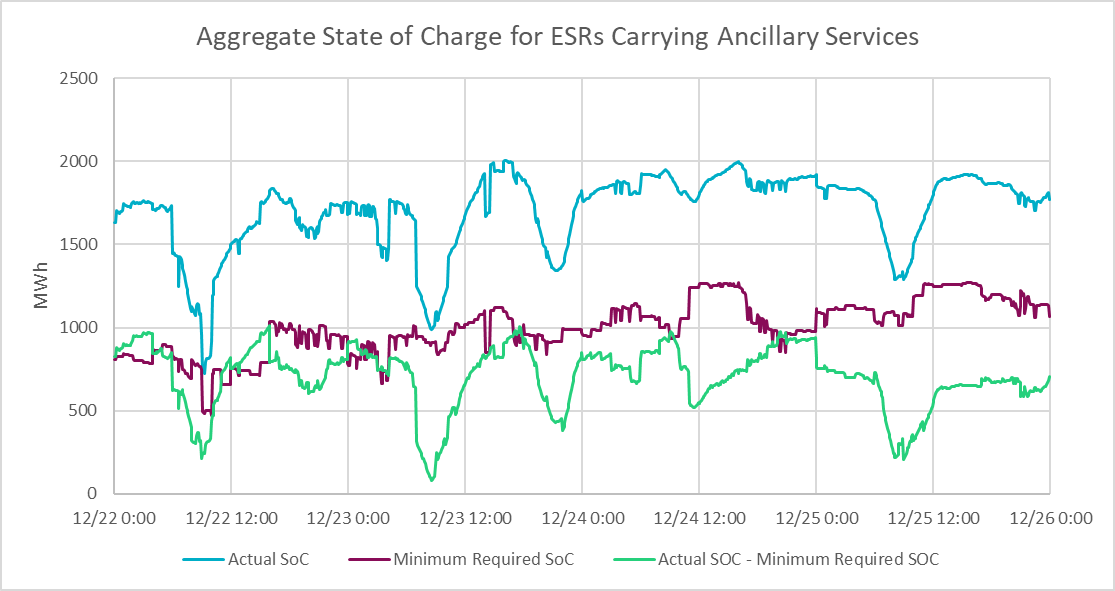 Aggregate State of Charge for ESRs Carrying Ancillary Services
2500
2000
1500
1000
500
0
MWh
12/22 0:00 12/22 12:00 12/23 0:00 12/23 12:00 12/24 0:00 12/24 12:00 12/25 0:00 12/25 12:00 12/26 0:00
Actual SoC Minimum Required SoC Actual SOC - Minimum Required SOC